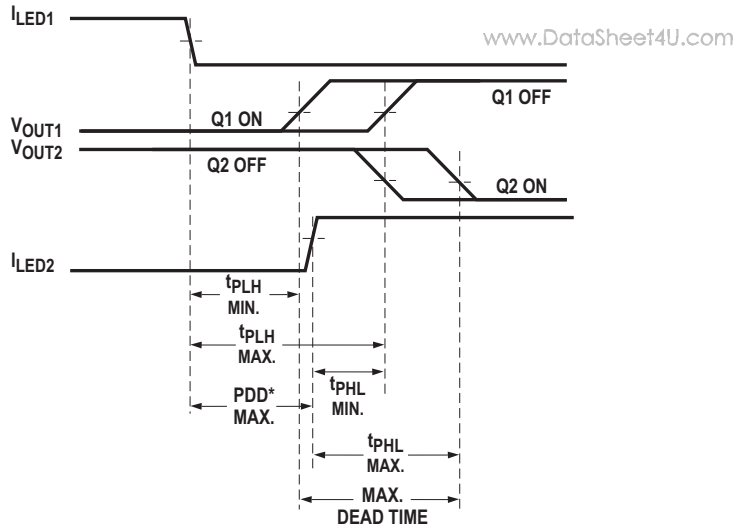 ILED1
www.DataSheet4U.com
Q1 OFF
VOUT1
Q1 ON
VOUT2
Q2 OFF
Q2 ON
ILED2
tPLH
MIN.
tPLH
MAX.
tPHL
MIN.
PDD*
MAX.
tPHL
MAX.
MAX.
DEAD TIME